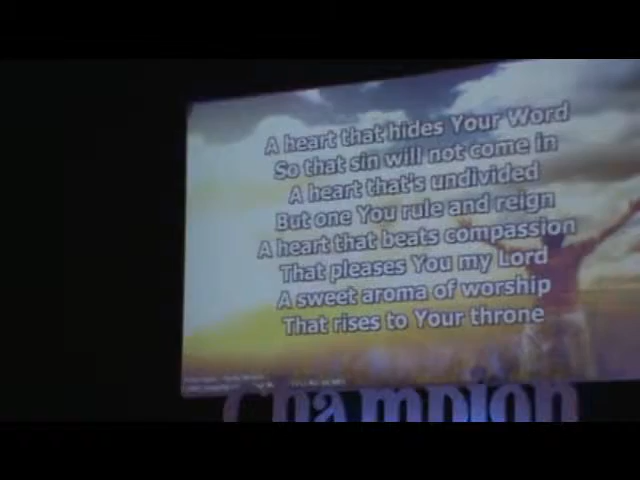 A heart that hides Your Word
So that sin will not come in
A heart that's undivided
But one You rule and reign
A heart that beats compassion
That pleases You my Lord
A sweet aroma of worship
That rises to Your throne
Champion